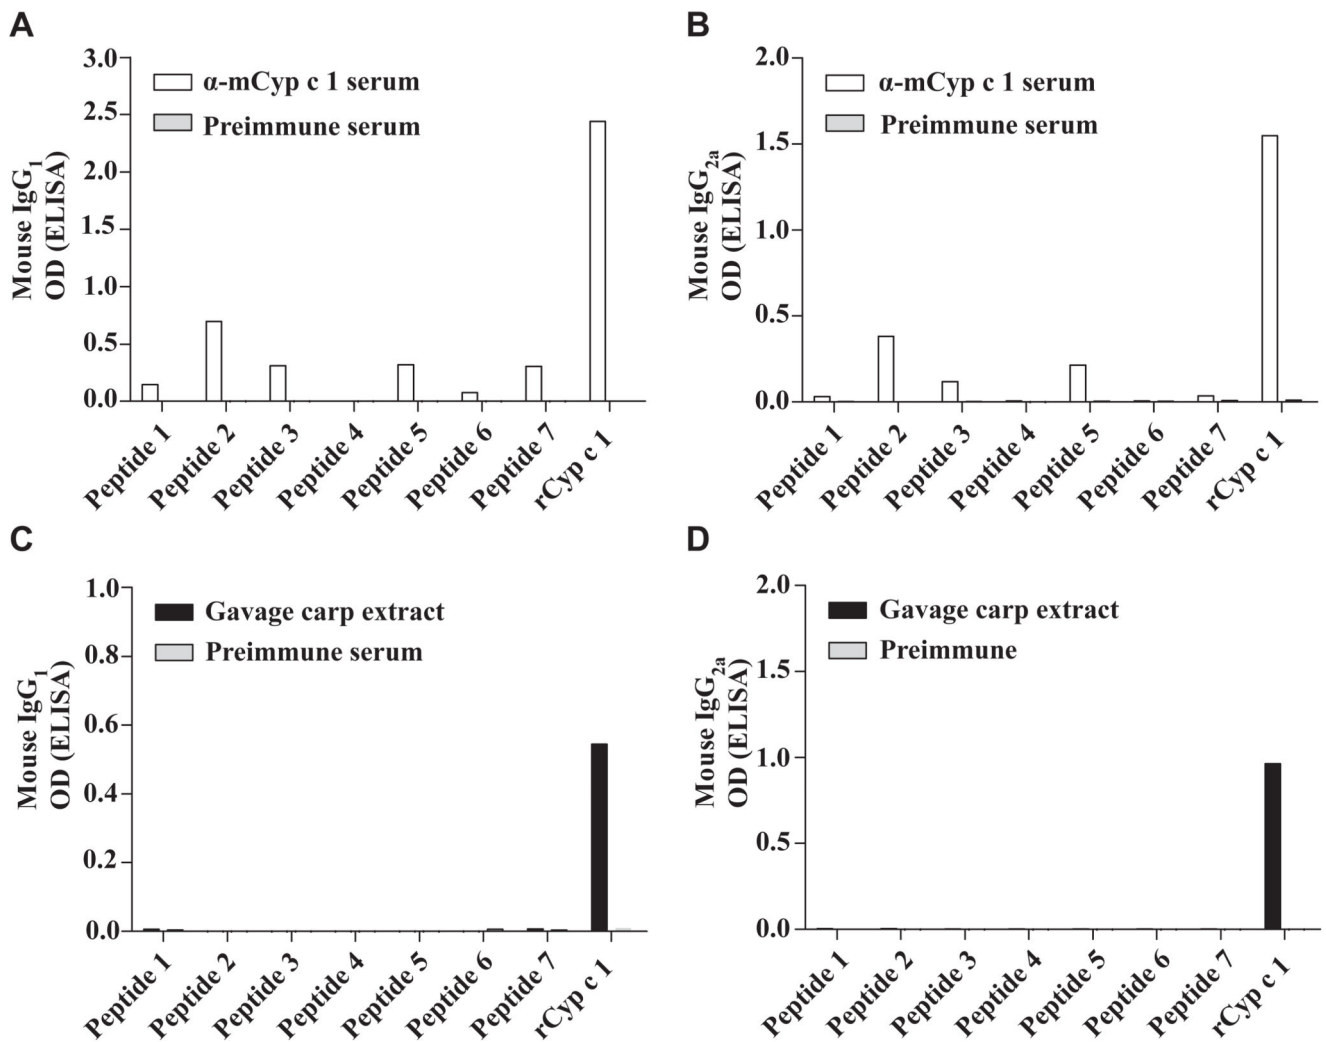 A
3.0
2.5
2.0
1.5
1.0
0.5
0.0
Mouse IgG1
OD (ELISA)
α-mCyp c 1 serum
Preimmune serum
Peptide 1
Peptide 2
Peptide 3
Peptide 4
Peptide 5
Peptide 6
Peptide 7
rCyp c 1
B
2.0
1.5
1.0
0.5
0.0
Mouse IgG2a
OD (ELISA)
α-mCyp c 1 serum
Preimmune serum
Peptide 1
Peptide 2
Peptide 3
Peptide 4
Peptide 5
Peptide 6
Peptide 7
rCyp c 1
C
1.0
0.8
0.6
0.4
0.2
0.0
Mouse IgG1
OD (ELISA)
Gavage carp extract
Preimmune serum
Peptide 1
Peptide 2
Peptide 3
Peptide 4
Peptide 5
Peptide 6
Peptide 7
rCyp c 1
D
2.0
1.5
1.0
0.5
0.0
Mouse IgG2a
OD (ELISA)
Gavage carp extract
Preimmune
Peptide 1
Peptide 2
Peptide 3
Peptide 4
Peptide 5
Peptide 6
Peptide 7
rCyp c 1